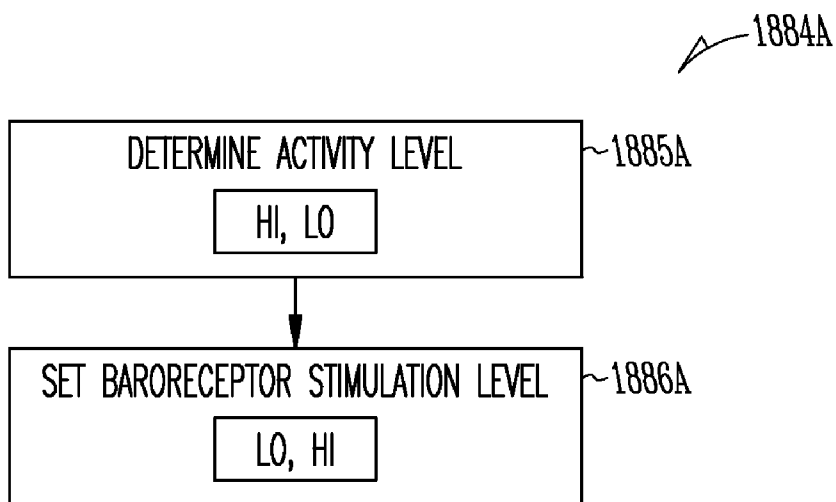 1884A
DETERMINE ACTIVITY LEVEL
1885A
HI, LO
SET BARORECEPTOR STIMULATION LEVEL
1886A
LO, HI